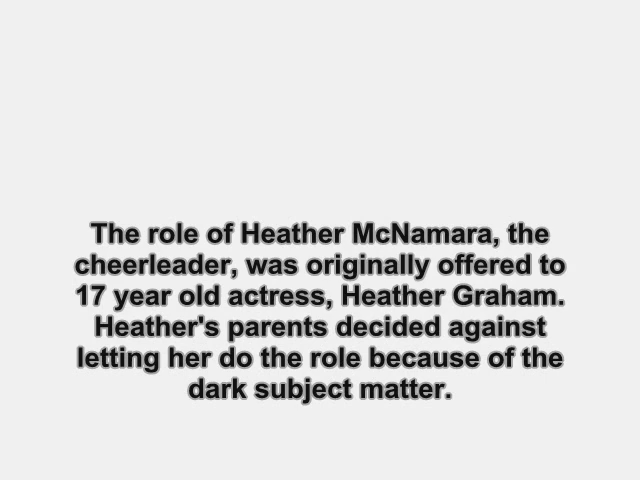 The role of Heather McNamara, the
cheerleader, was originally offered to
17 year old actress, Heather Graham.
Heather's parents decided against
letting her do the role because of the
dark subject matter.